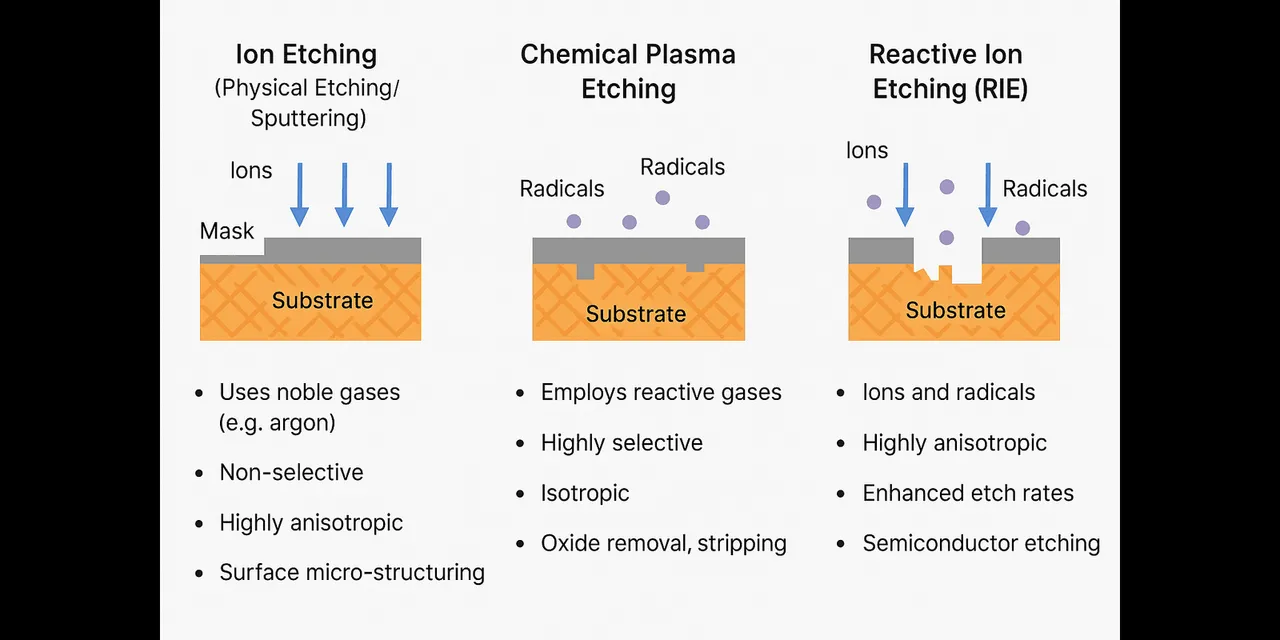 Ion Etching
(Physical Etching/
Sputtering)
Ions
Mask
Substrate
• Uses noble gases
(e.g. argon)
• Non-selective
• Highly anisotropic
• Surface micro-structuring
Chemical Plasma
Etching
Radicals
Radicals
Substrate
• Employs reactive gases
• Highly selective
• Isotropic
• Oxide removal, stripping
Reactive Ion
Etching (RIE)
Ions
Radicals
Substrate
• Ions and radicals
• Highly anisotropic
• Enhanced etch rates
• Semiconductor etching